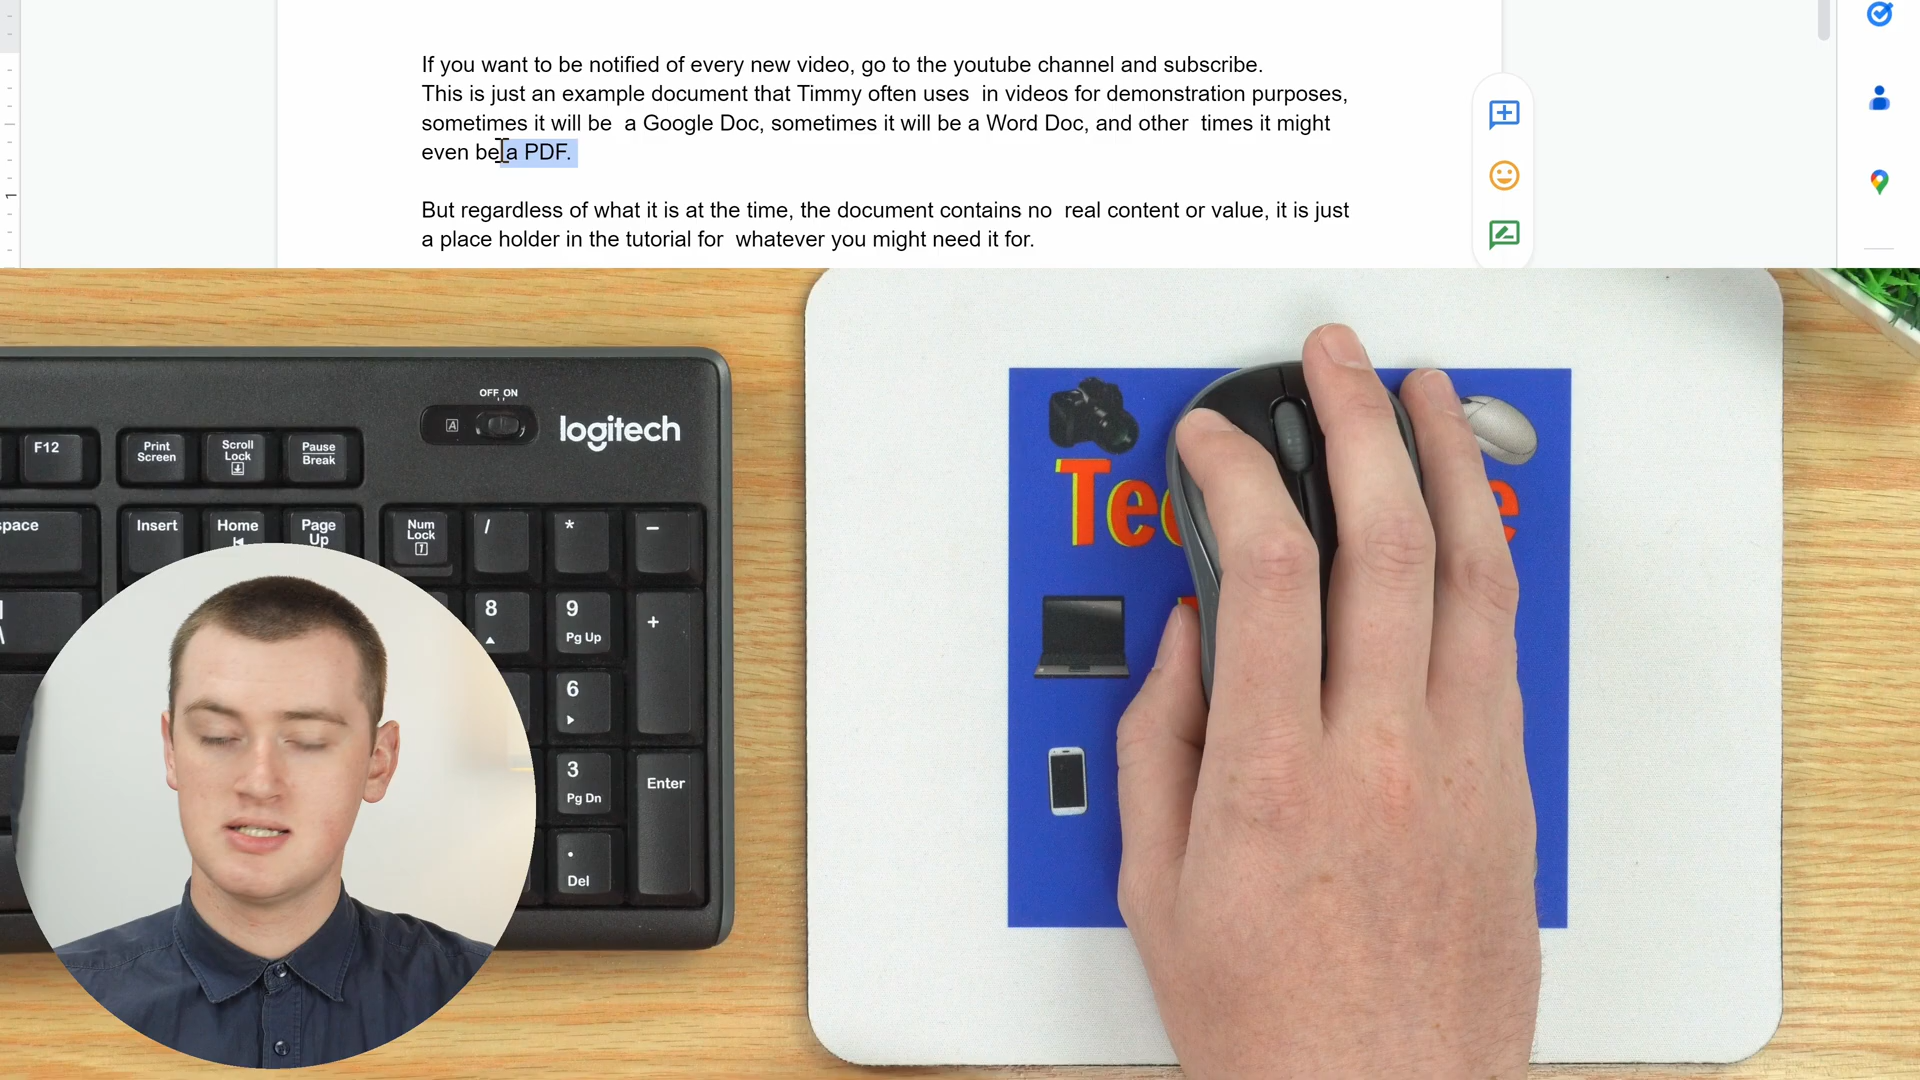 If you want to be notified of every new video, go to the youtube channel and subscribe.
This is just an example document that Timmy often uses  in videos for demonstration purposes,
sometimes it will be  a Google Doc, sometimes it will be a Word Doc, and other  times it might
even be a PDF.
But regardless of what it is at the time, the document contains no  real content or value, it is just
a place holder in the tutorial for  whatever you might need it for.
1
OFF ON
A
logitech
F12
Print
Screen
Scroll
Lock
Pause
Break
Insert
Home
Page
Up
Num
Lock
1
/
*
−
8
9
Pg Up
+
6
3
Pg Dn
Enter
.
Del